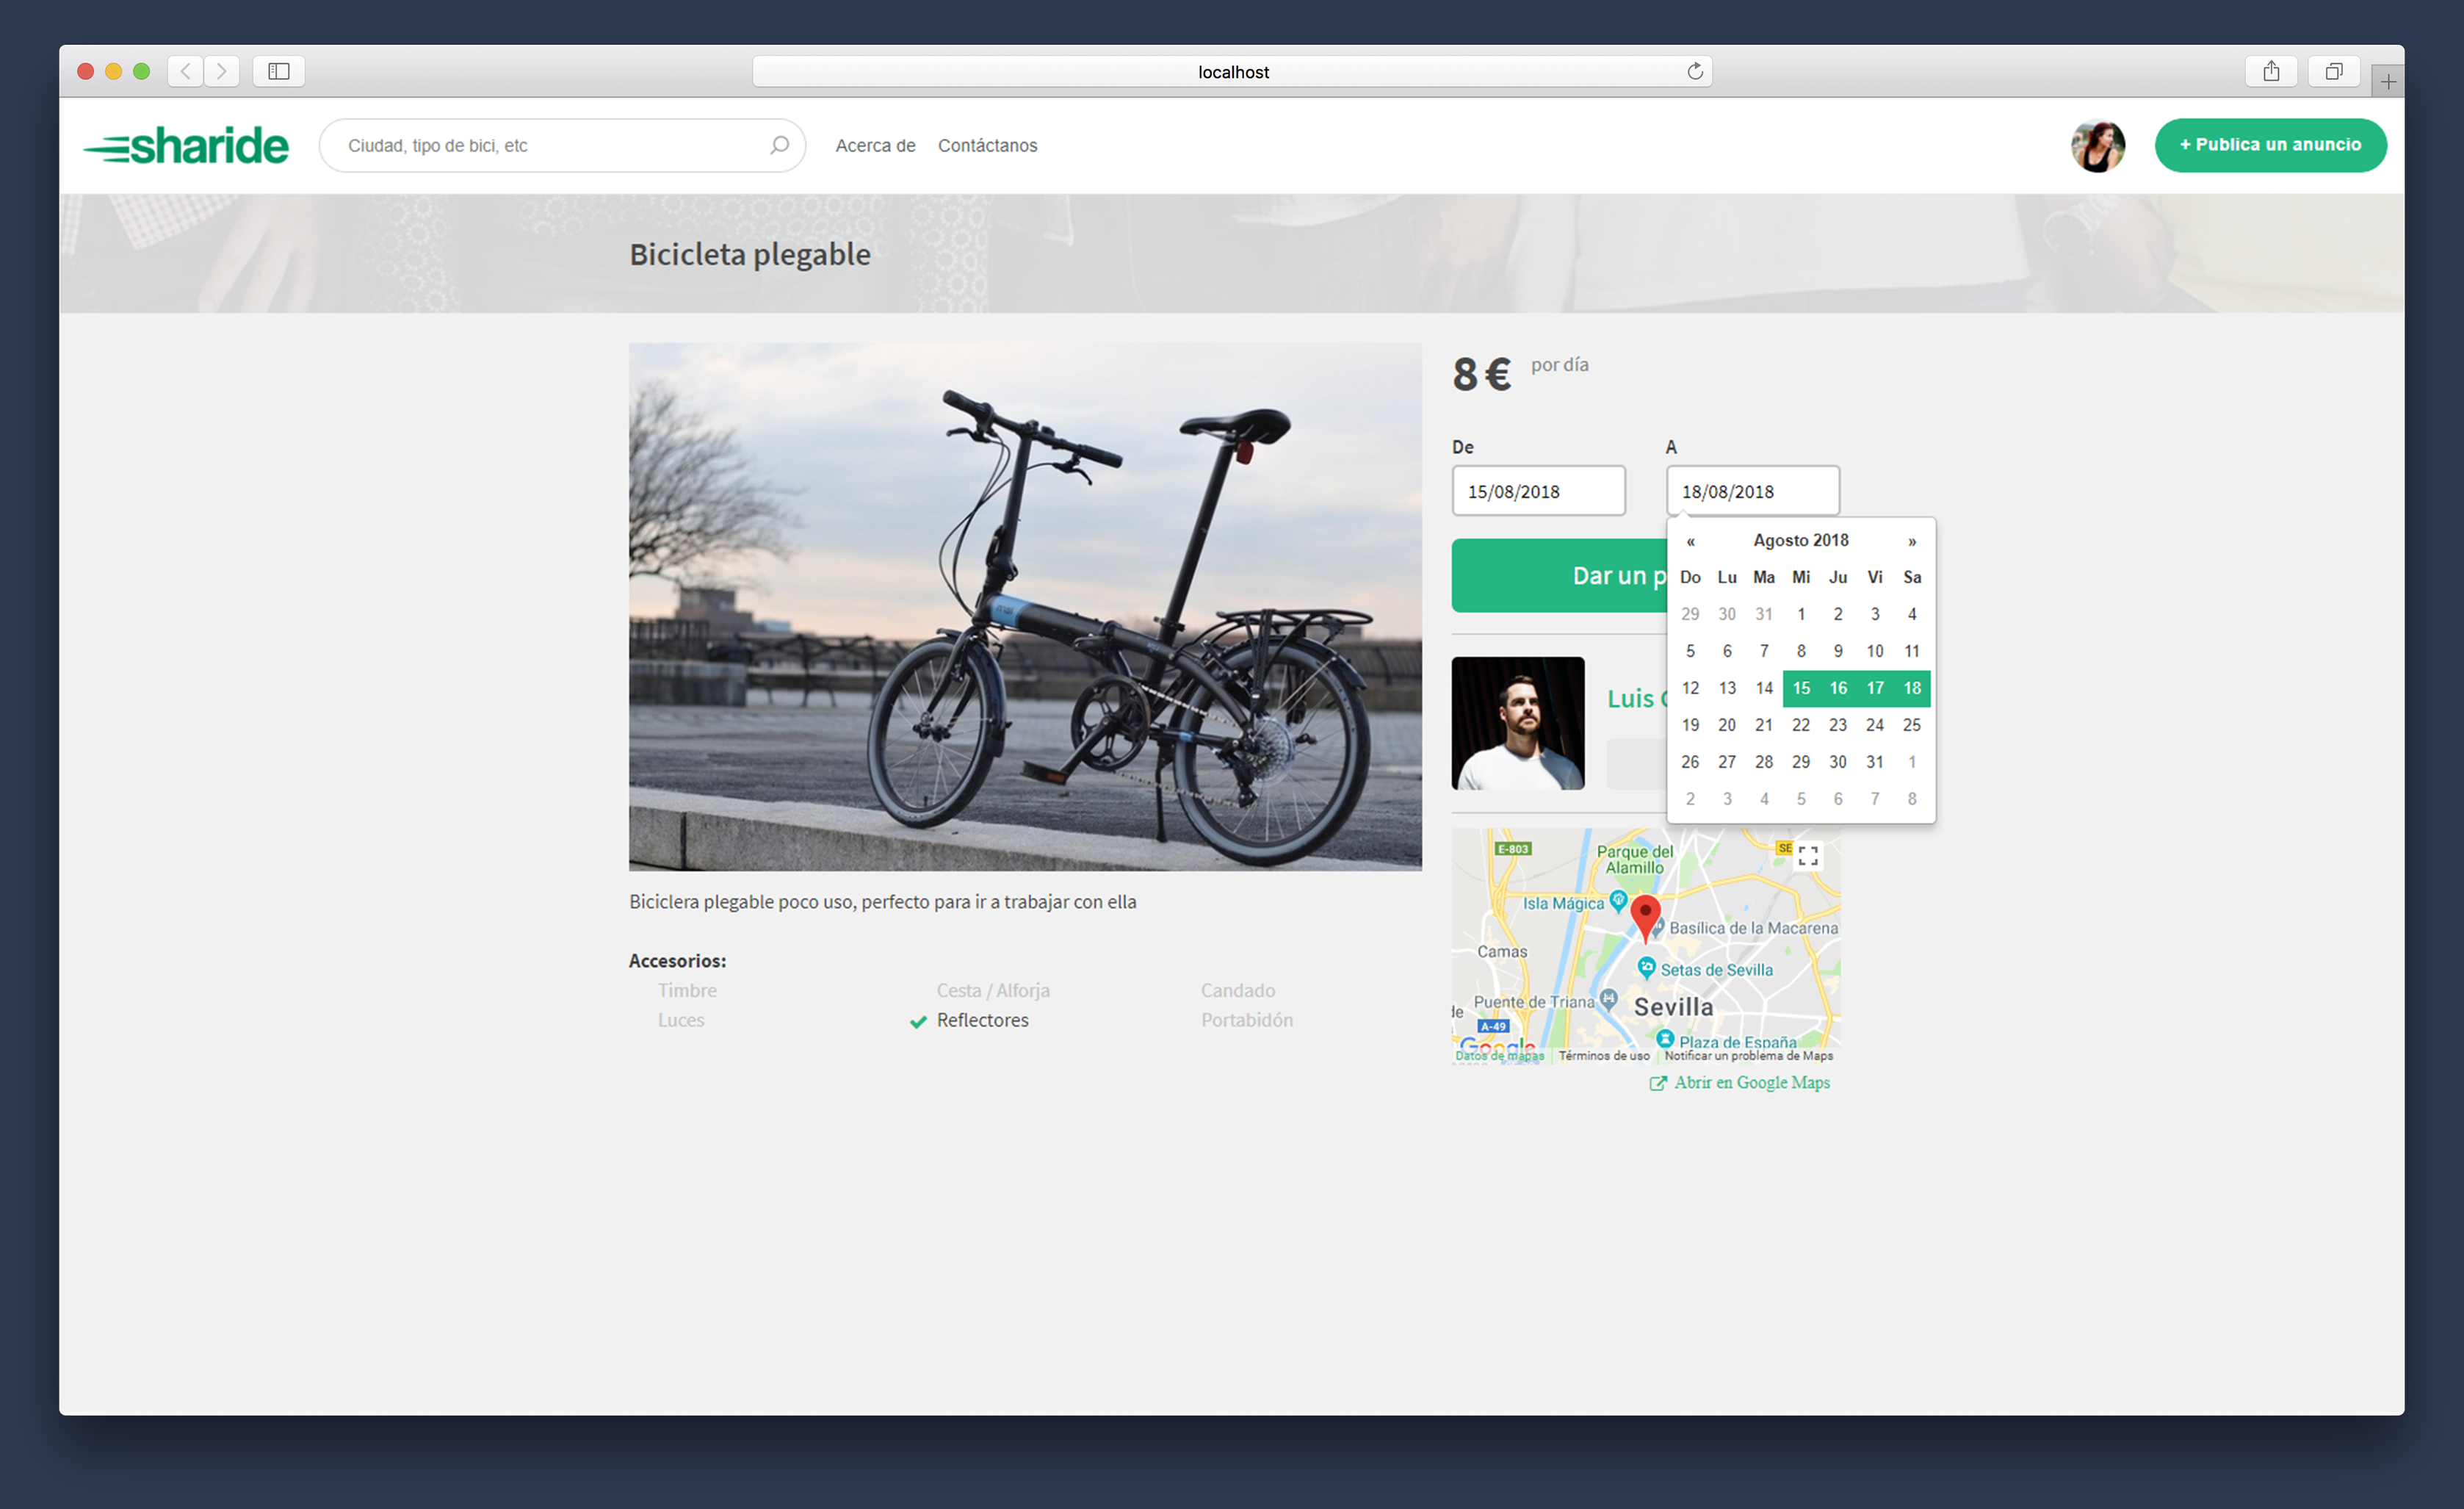 localhost
sharide
Ciudad, tipo de bici, etc
Acerca de
Contáctanos
+ Publica un anuncio
Bicicleta plegable
8 € por día
De
A
15/08/2018
18/08/2018
Dar un
« Agosto 2018 »
Do Lu Ma Mi Ju Vi Sa
29 30 31 1 2 3 4
5 6 7 8 9 10 11
12 13 14 15 16 17 18
19 20 21 22 23 24 25
26 27 28 29 30 31 1
2 3 4 5 6 7 8
Luis
Biciclera plegable poco uso, perfecto para ir a trabajar con ella
Accesorios:
Timbre
Cesta / Alforja
Candado
Luces
Reflectores
Portabidón
E-803
Parque del
Alamillo
SE
Isla Mágica
Basílica de la Macarena
Camas
Setas de Sevilla
Puente de Triana
Sevilla
A-49
Plaza de España
Google
Datos de mapas
Términos de uso
Notificar un problema de Maps
Abrir en Google Maps